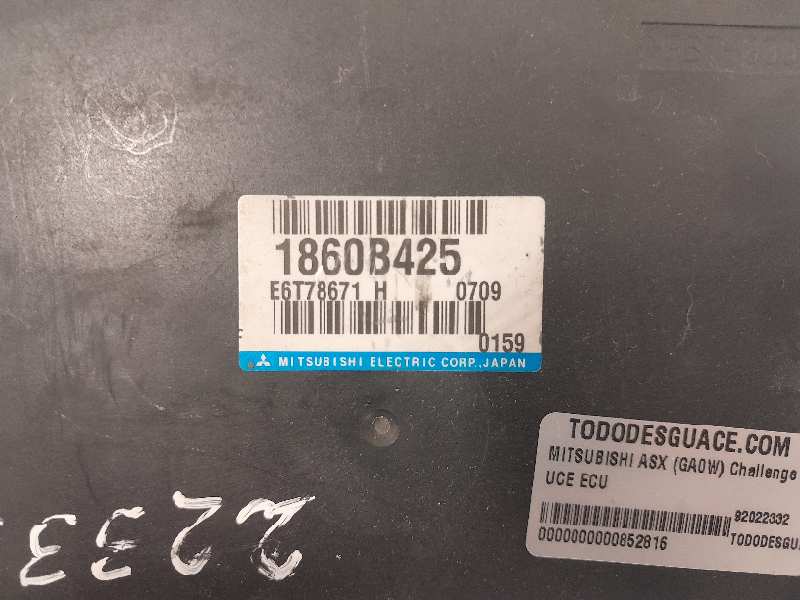 1860B425
E6T78671 H 0709
0159
MITSUBISHI ELECTRIC CORP.,JAPAN
TODODESGUACE.COM
MITSUBISHI ASX (GA0W) Challenge
UCE ECU
92022332
0000000000852816
TODODESGUA
2233